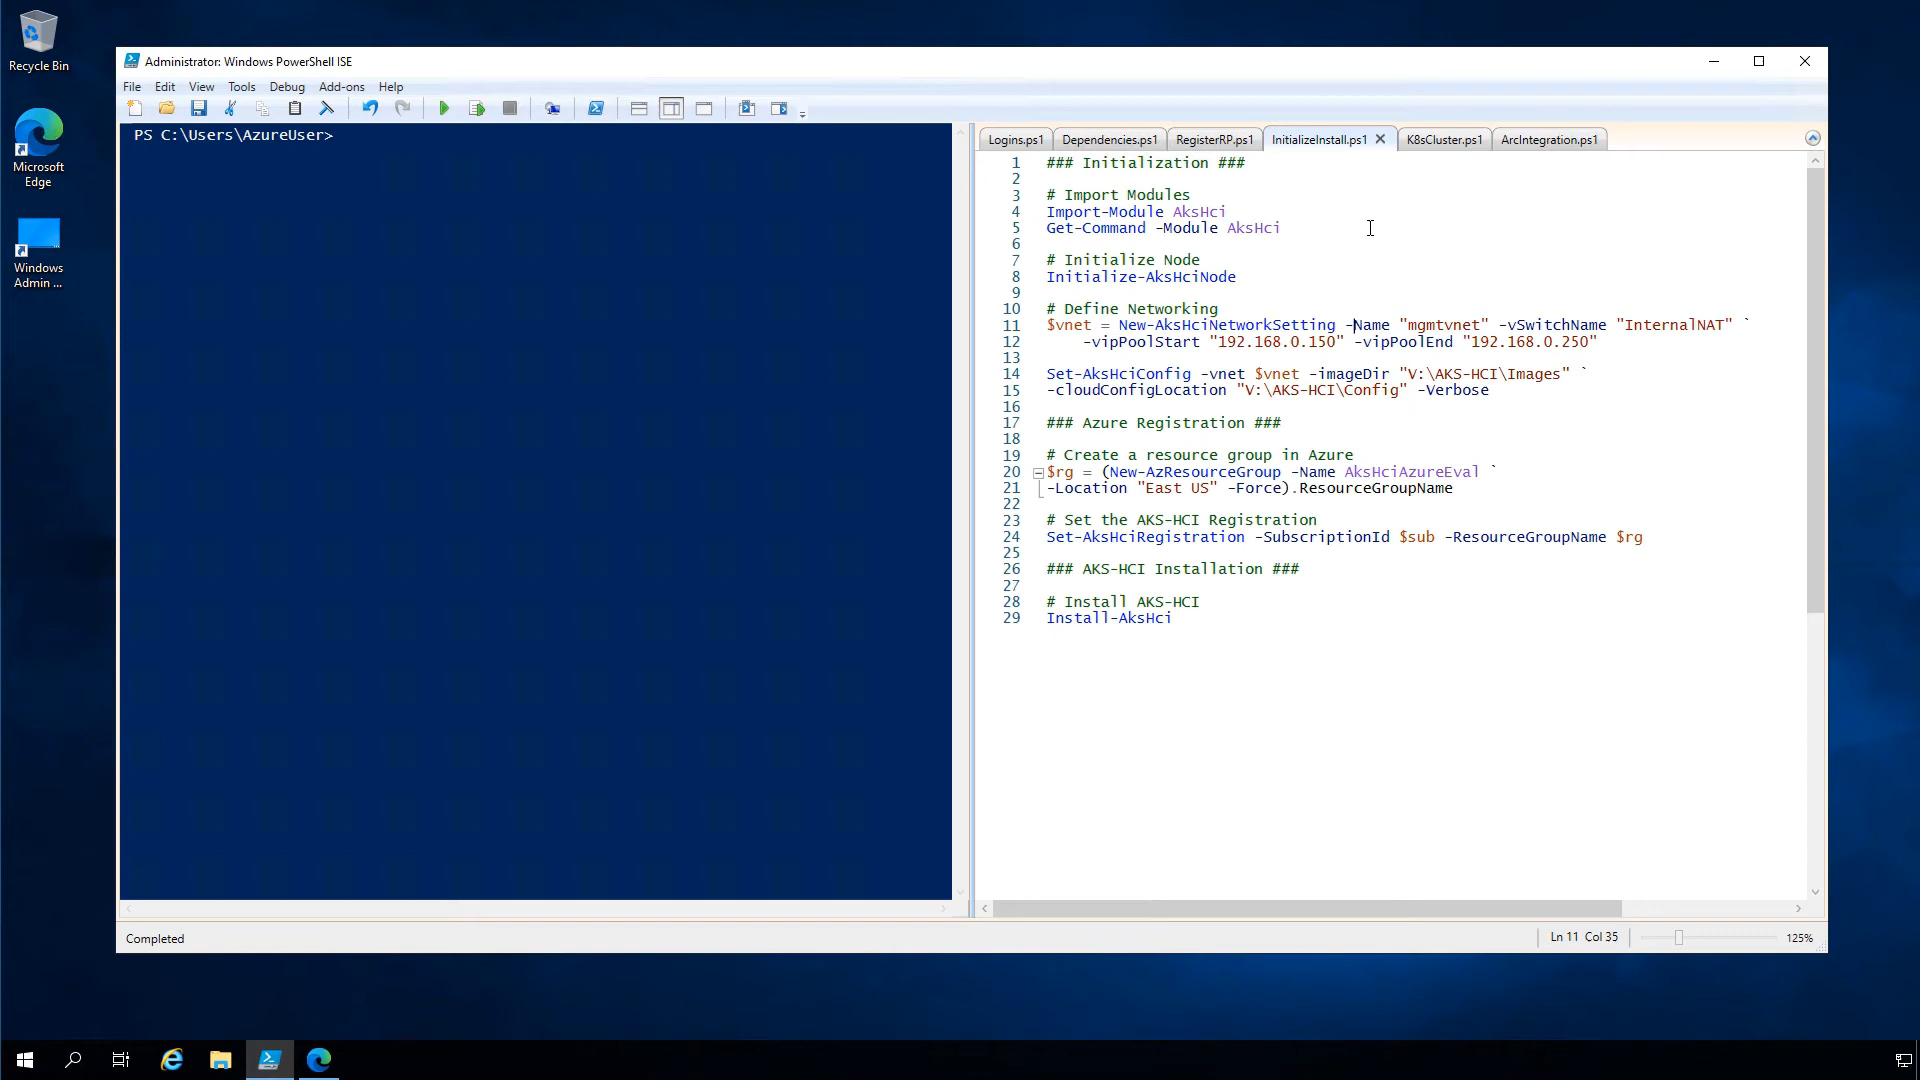 Recycle Bin
Microsoft
Edge
Windows
Admin ...
Administrator: Windows PowerShell ISE
File Edit View Tools Debug Add-ons Help
PS C:\Users\AzureUser>
Logins.ps1 Dependencies.ps1 RegisterRP.ps1 InitializeInstall.ps1 K8sCluster.ps1 ArcIntegration.ps1
1 ### Initialization ###
2
3 # Import Modules
4 Import-Module AksHci
5 Get-Command -Module AksHci
6
7 # Initialize Node
8 Initialize-AksHciNode
9
10 # Define Networking
11 $vnet = New-AksHciNetworkSetting -Name "mgmtvnet" -vSwitchName "InternalNAT" `
12 -vipPoolStart "192.168.0.150" -vipPoolEnd "192.168.0.250"
13
14 Set-AksHciConfig -vnet $vnet -imageDir "V:\AKS-HCI\Images" `
15 -cloudConfigLocation "V:\AKS-HCI\Config" -Verbose
16
17 ### Azure Registration ###
18
19 # Create a resource group in Azure
20 $rg = (New-AzResourceGroup -Name AksHciAzureEval `
21 -Location "East US" -Force).ResourceGroupName
22
23 # Set the AKS-HCI Registration
24 Set-AksHciRegistration -SubscriptionId $sub -ResourceGroupName $rg
25
26 ### AKS-HCI Installation ###
27
28 # Install AKS-HCI
29 Install-AksHci
Completed
Ln 11 Col 35
125%